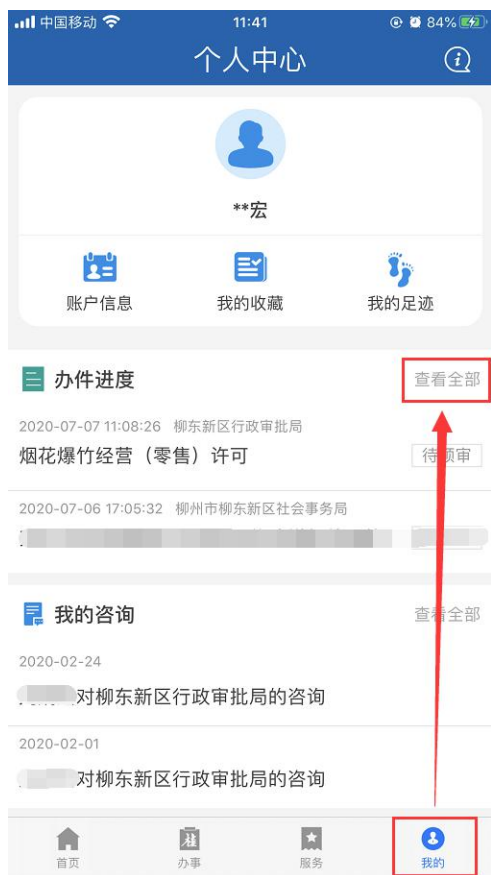 中国移动 11:41 84%
个人中心
**宏
账户信息 我的收藏 我的足迹
办件进度 查看全部
2020-07-07 11:08:26 柳东新区行政审批局
烟花爆竹经营（零售）许可 待预审
2020-07-06 17:05:32 柳州市柳东新区社会事务局
我的咨询 查看全部
2020-02-24
对柳东新区行政审批局的咨询
2020-02-01
对柳东新区行政审批局的咨询
首页 办事 服务 我的